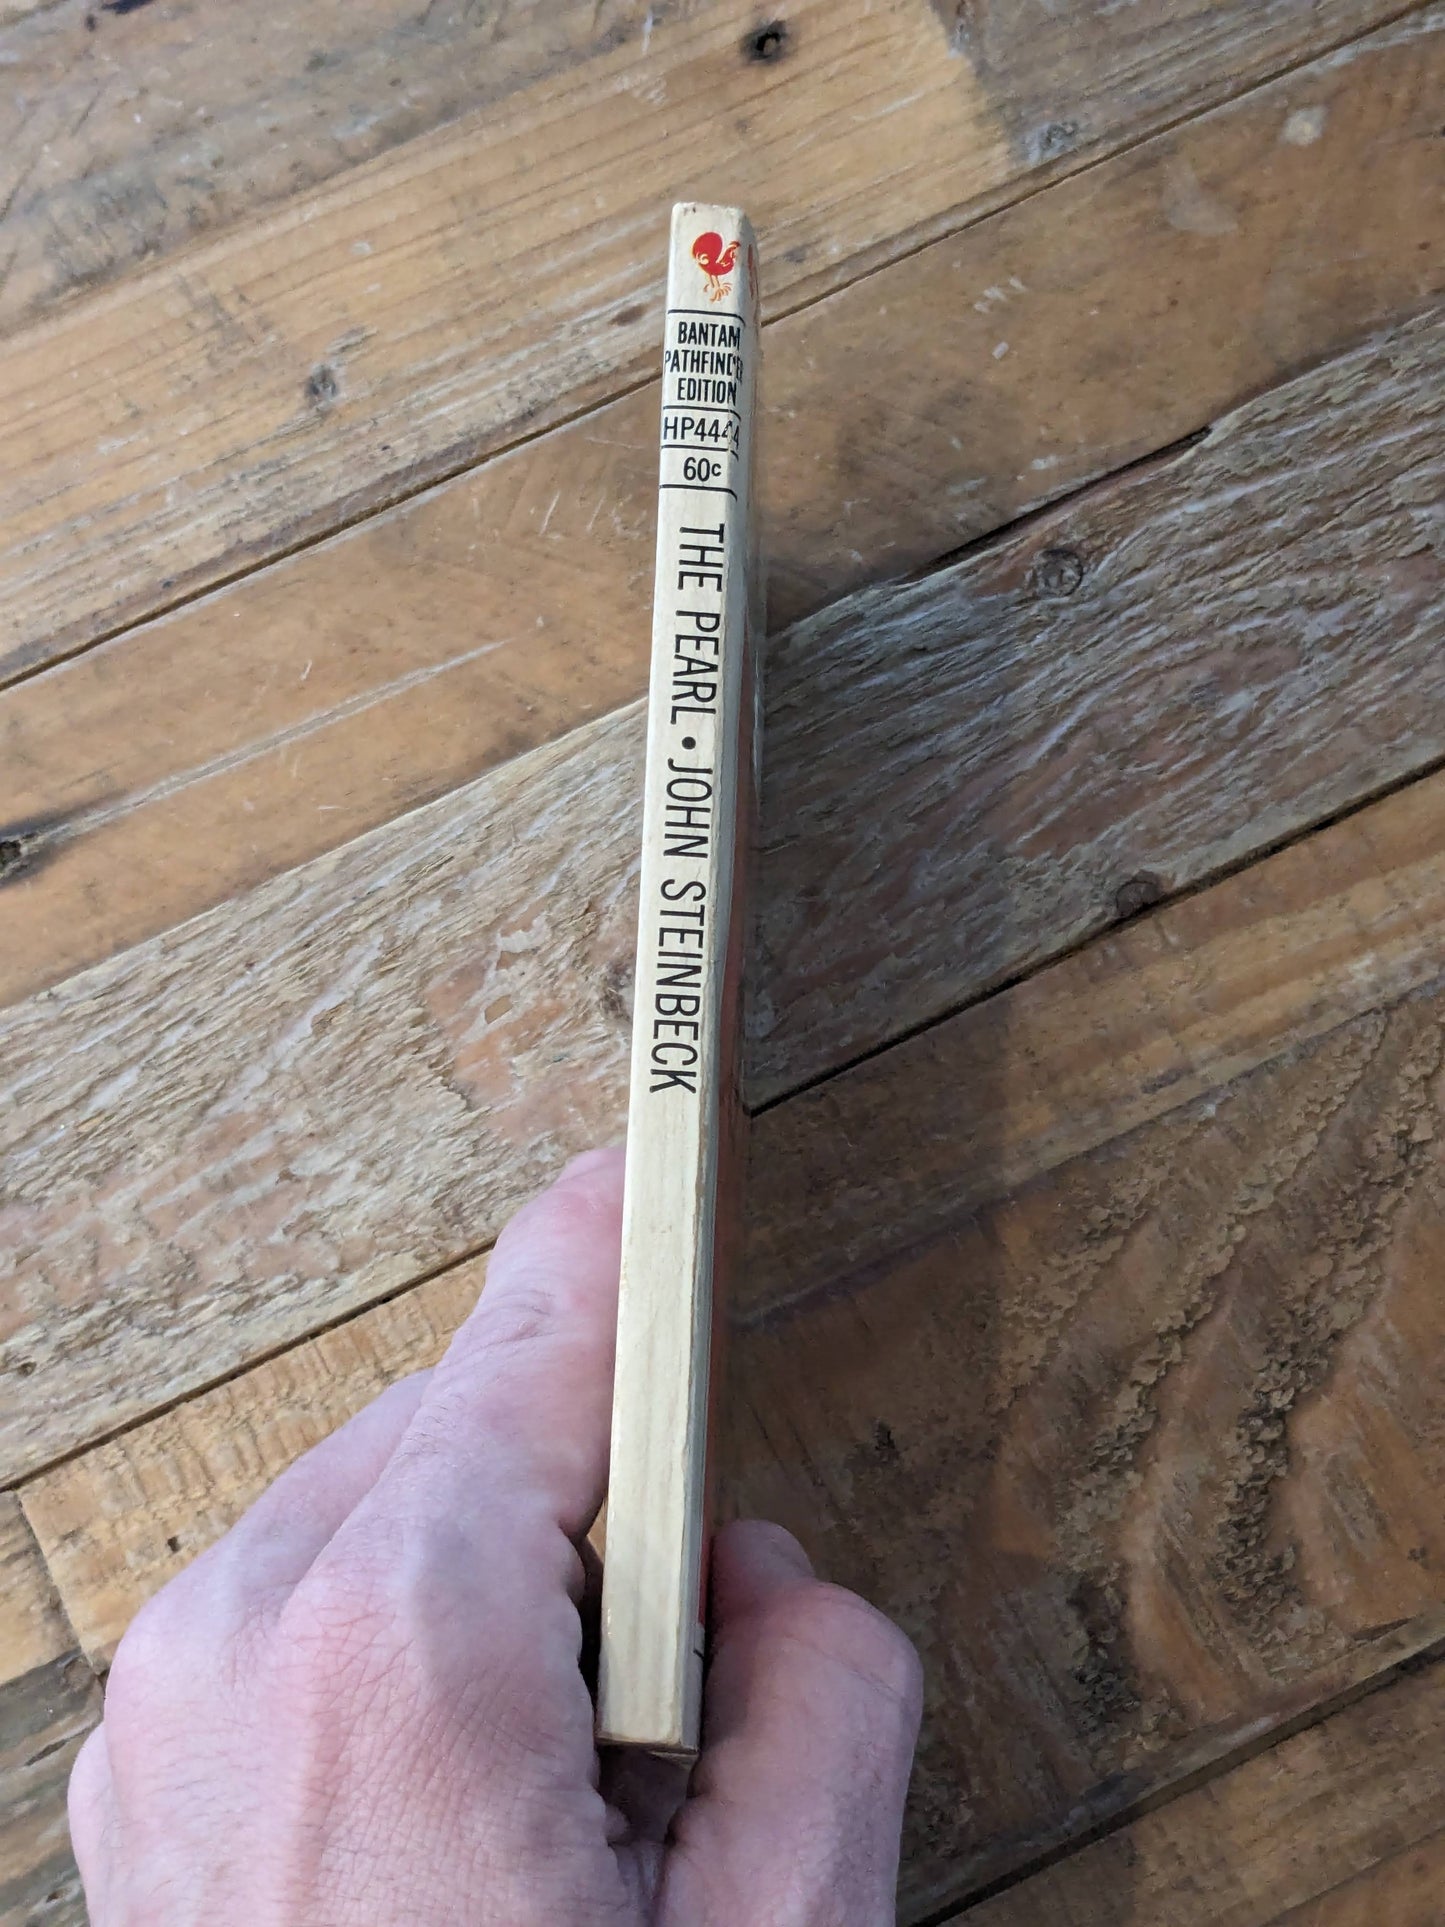 BANTAM
PATHFINDER
EDITION
HP4444
60c
THE PEARL • JOHN STEINBECK